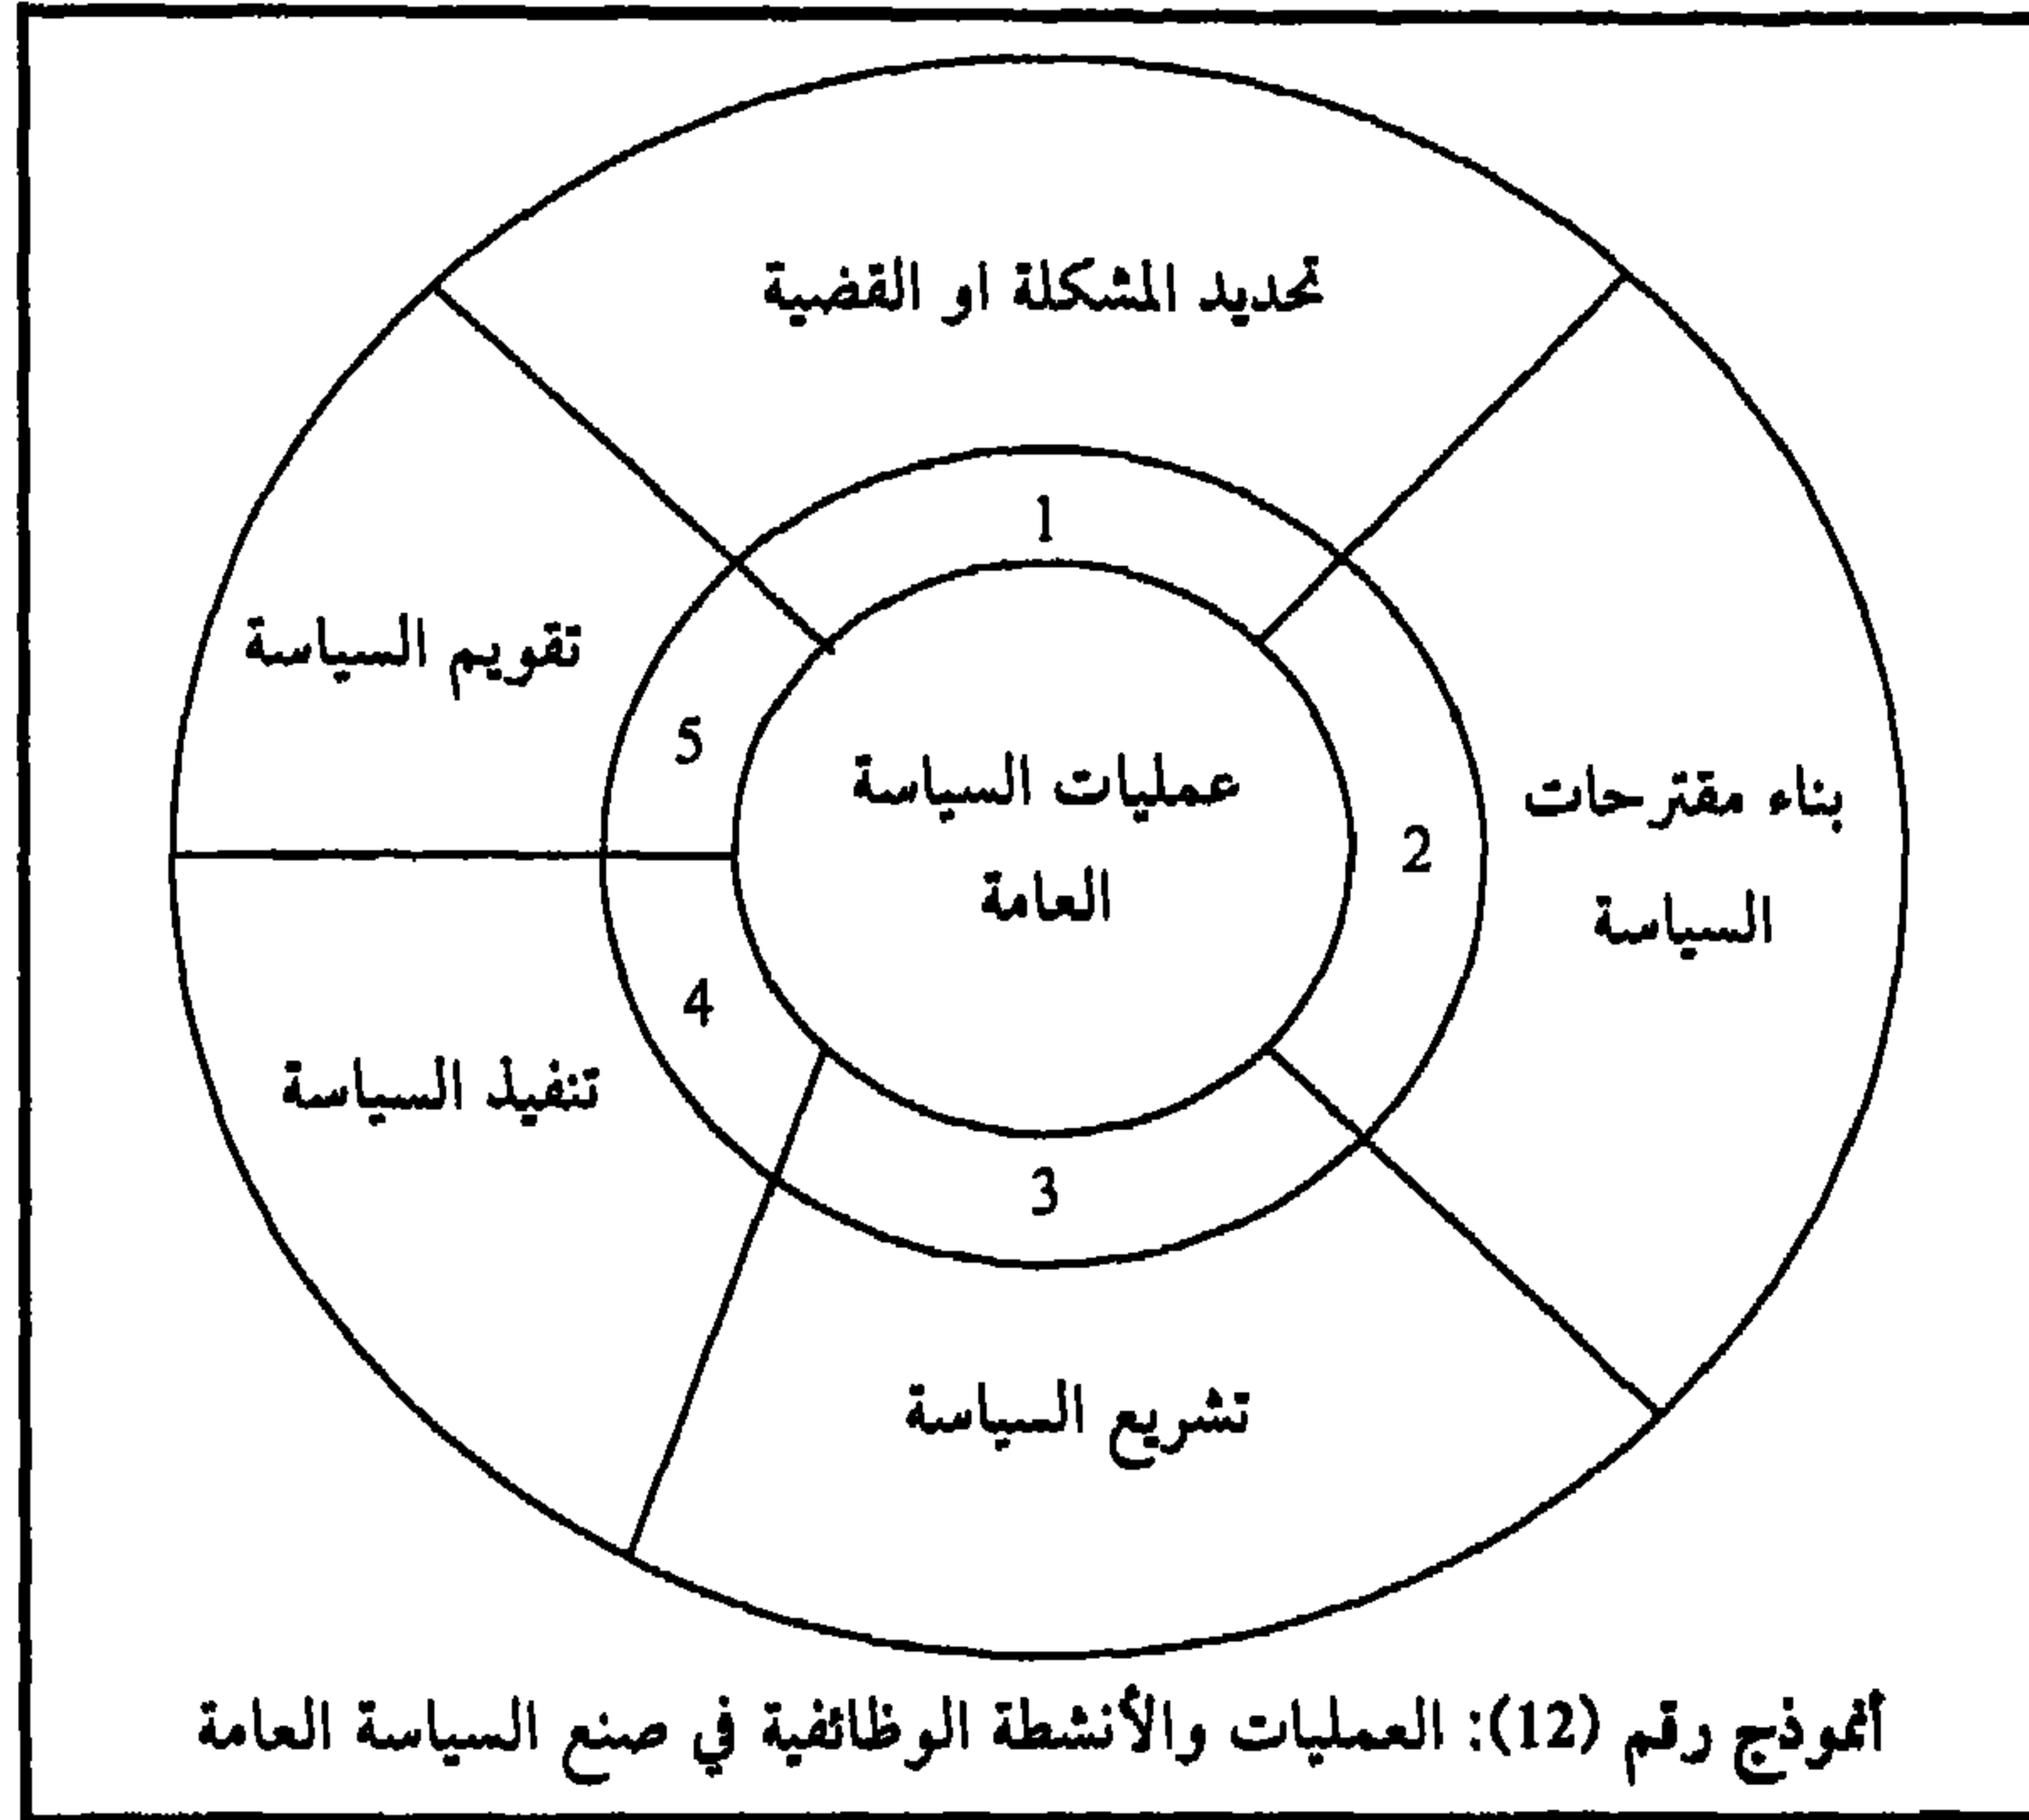 تحديد المشكلة او القضية
1
بناء مقترحات
السياسة
2
تشريع السياسة
3
تنفيذ السياسة
4
تقويم السياسة
5
عمليات السياسة
العامة
أنموذج رقم (12): العمليات والأنشطة الوظائفية في صنع السياسة العامة